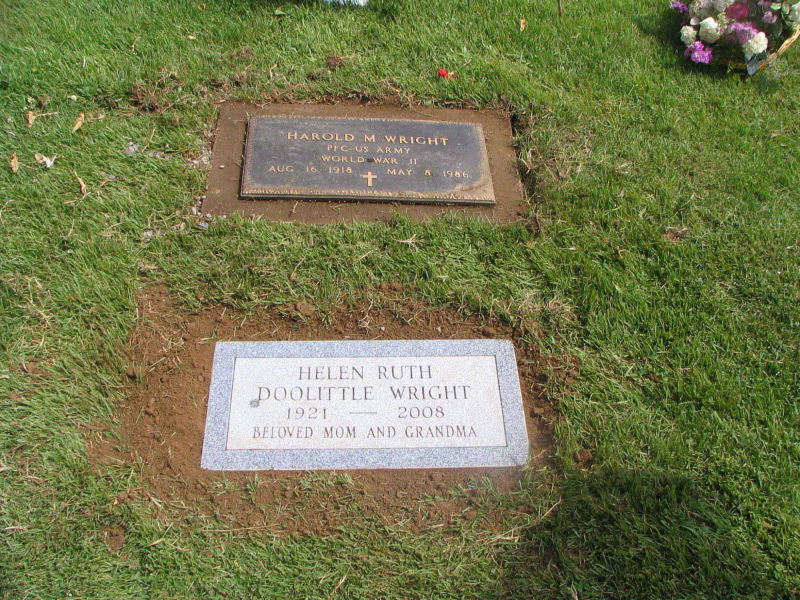 HAROLD M WRIGHT
PFC US ARMY
WORLD WAR II
AUG 16 1918 MAY 8 1986
HELEN RUTH
DOOLITTLE WRIGHT
1921 — 2008
BELOVED MOM AND GRANDMA